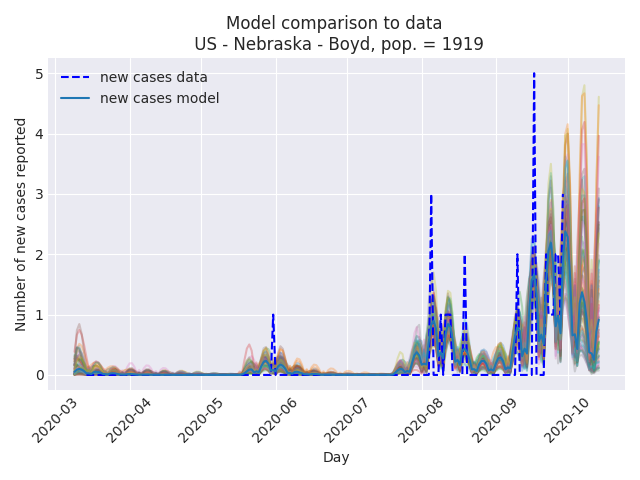 Model comparison to data
US - Nebraska - Boyd, pop. = 1919
new cases data
new cases model
Number of new cases reported
5
4
3
2
1
0
2020-03
2020-04
2020-05
2020-06
2020-07
2020-08
2020-09
2020-10
Day